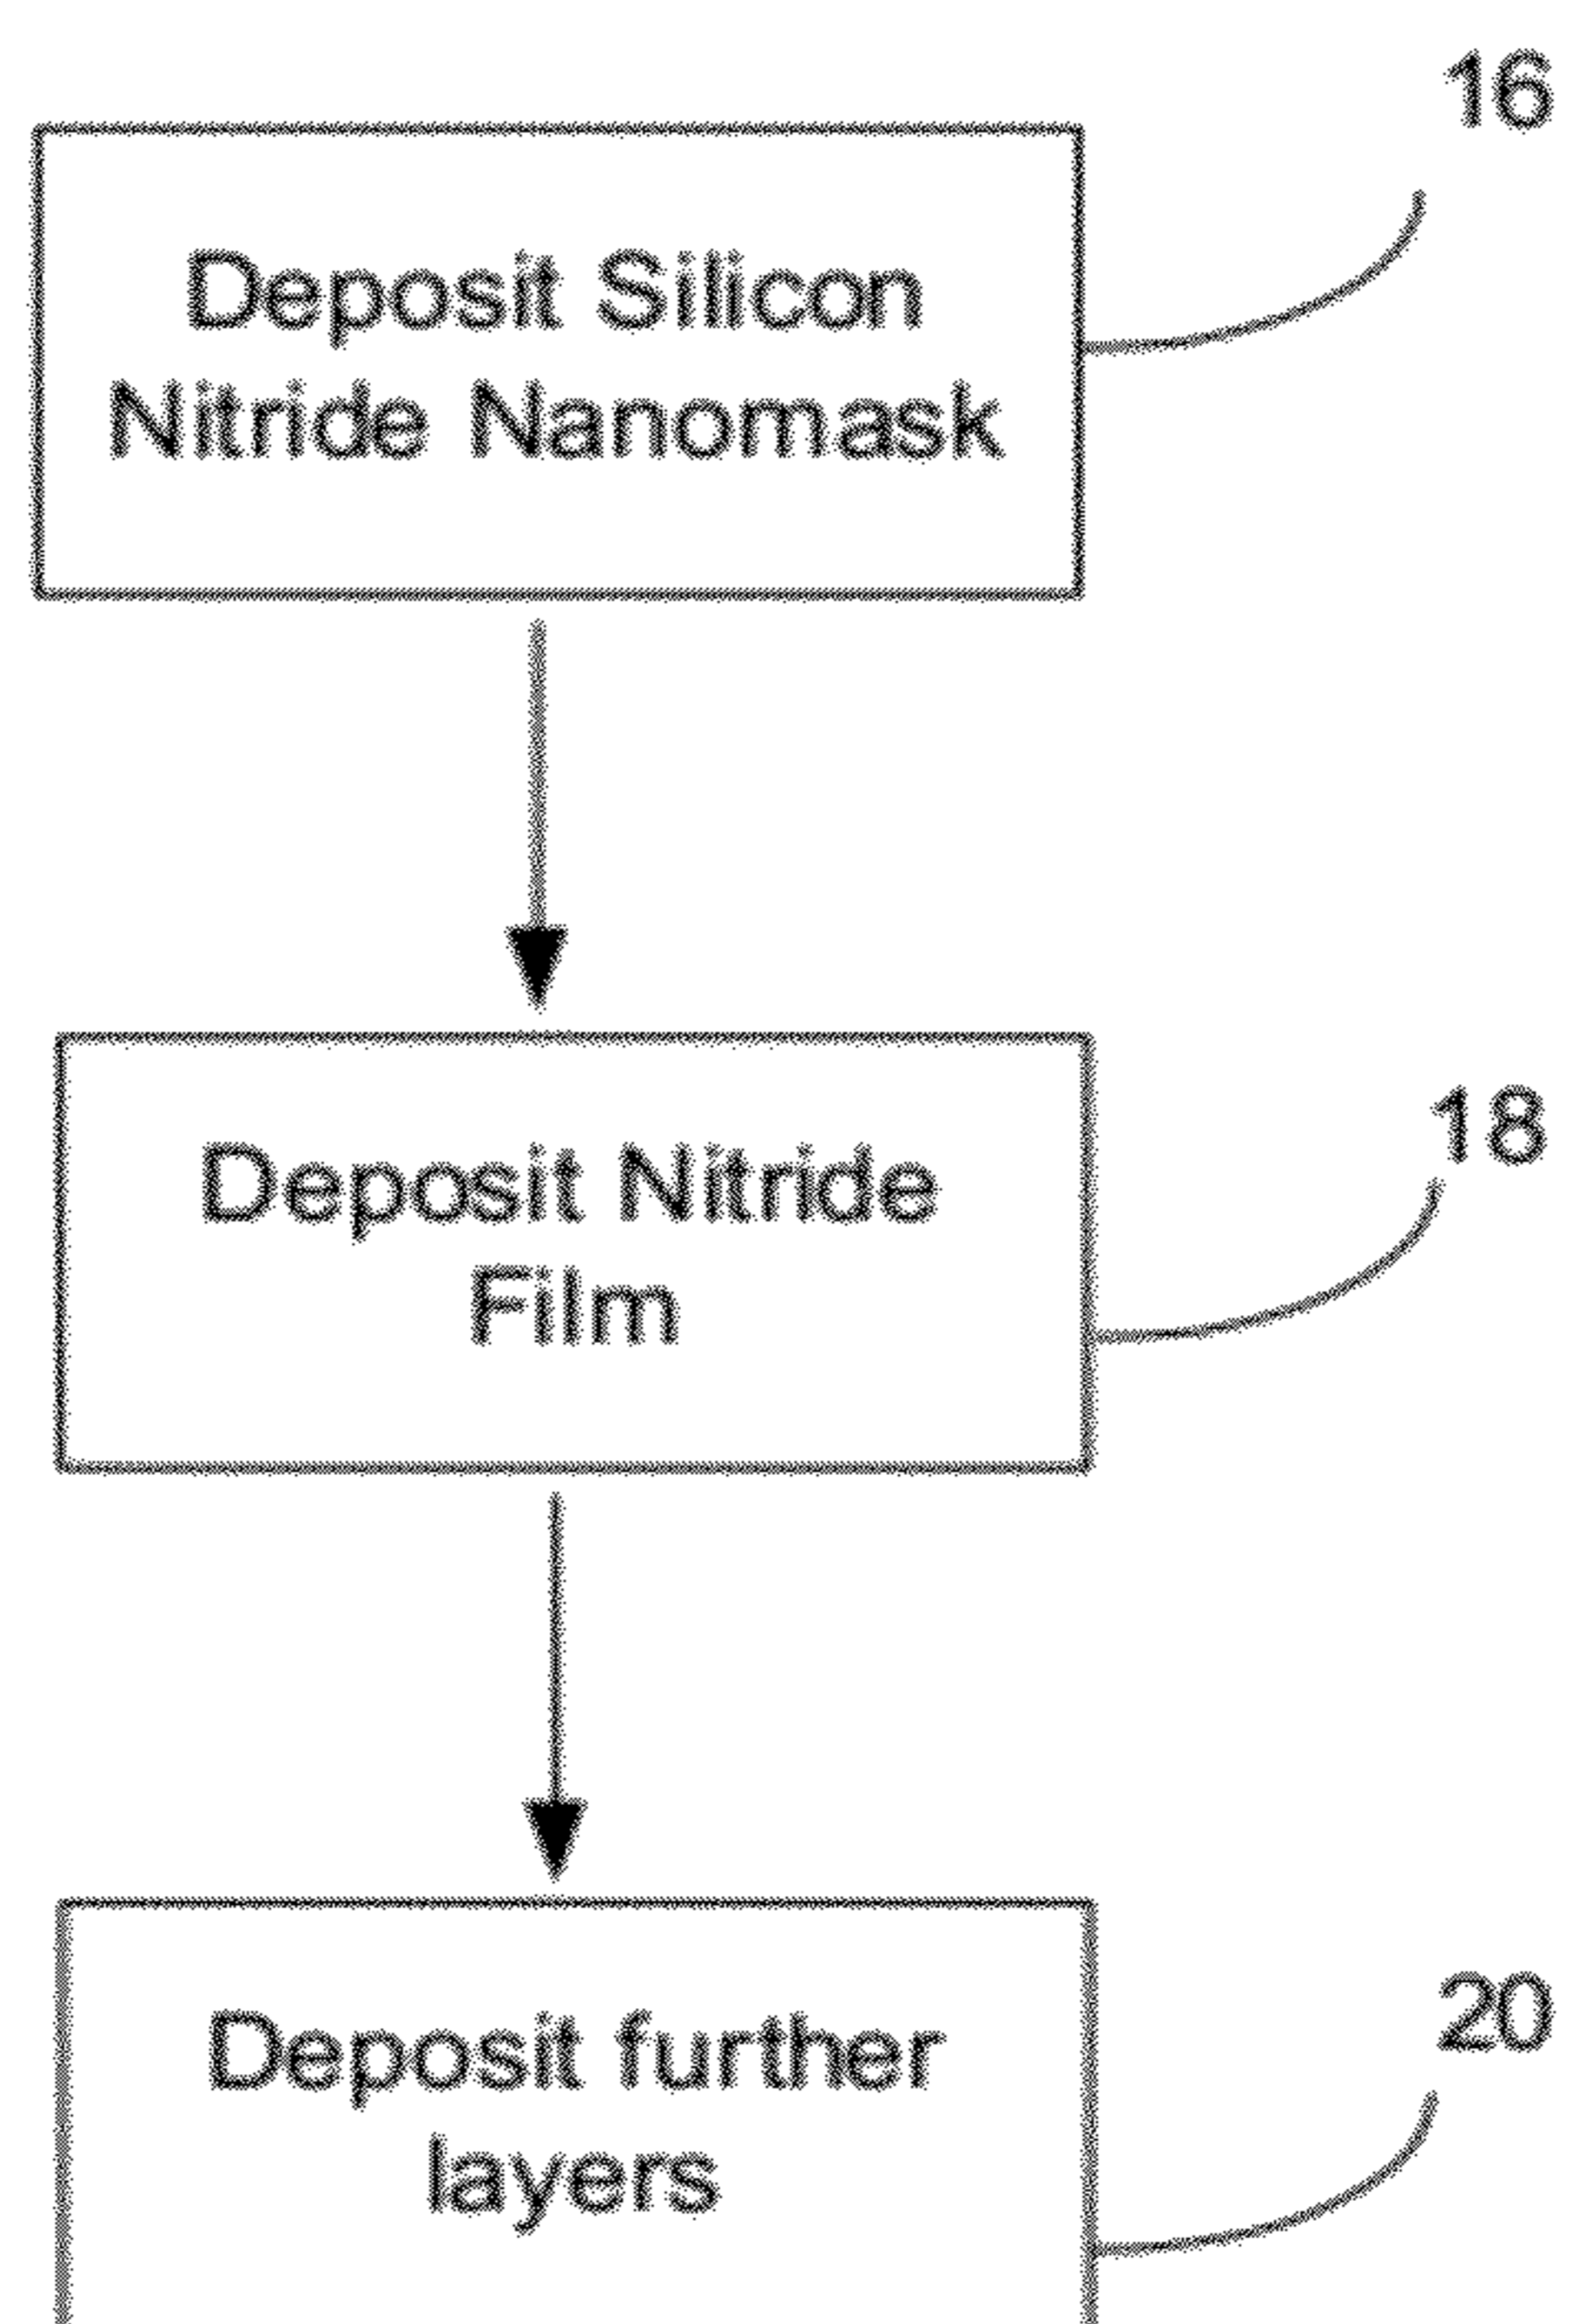 16
Deposit Silicon
Nitride Nanomask
18
Deposit Nitride
Film
20
Deposit further
layers